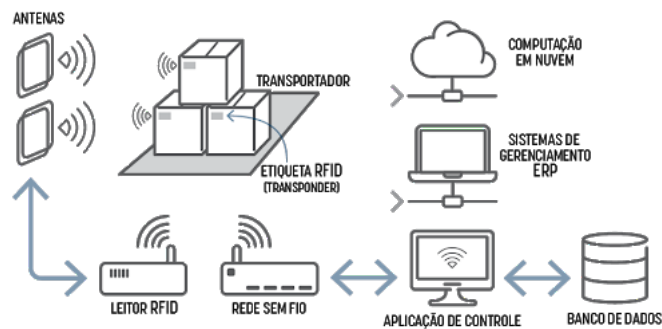 ANTENAS
TRANSPORTADOR
ETIQUETA RFID
(TRANSPONDER)
COMPUTAÇÃO
EM NUVEM
SISTEMAS DE
GERENCIAMENTO
ERP
LEITOR RFID
REDE SEM FIO
APLICAÇÃO DE CONTROLE
BANCO DE DADOS